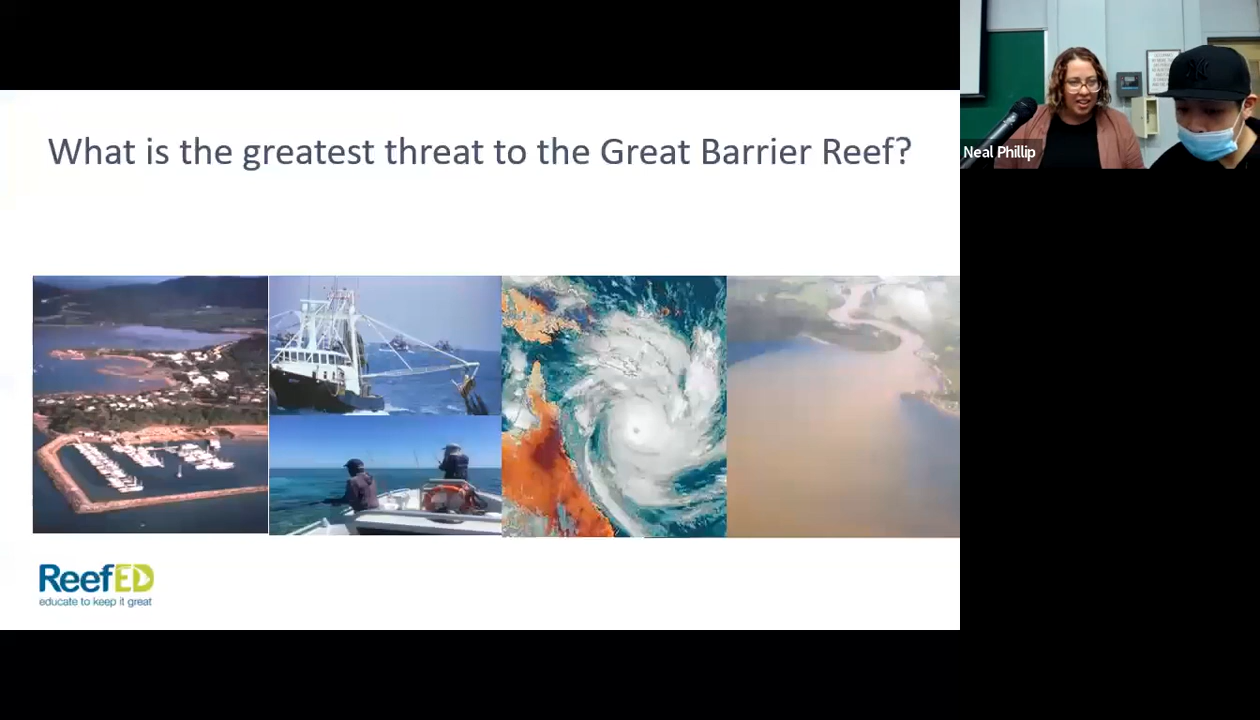 What is the greatest threat to the Great Barrier Reef?
Neal Phillip
ReefED
educate to keep it great